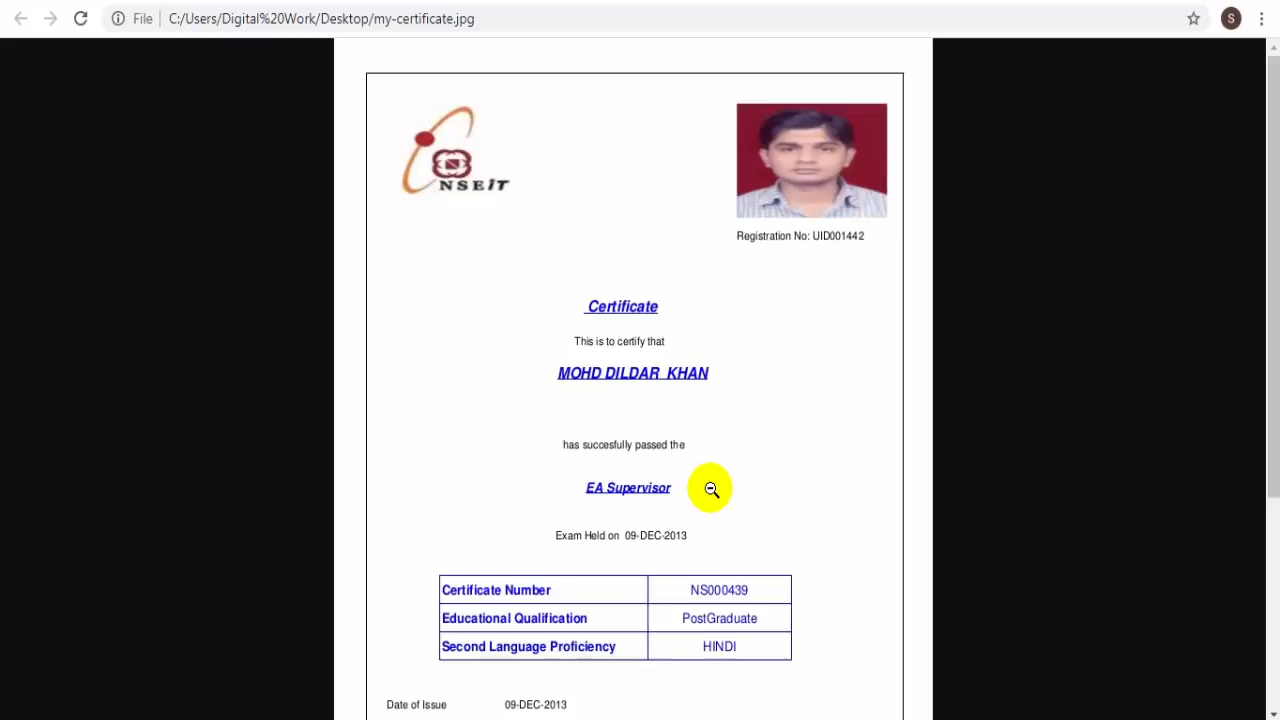 File
C:/Users/Digital%20Work/Desktop/my-certificate.jpg
S
NSEIT
Registration No: UID001442
Certificate
This is to certify that
MOHD DILDAR KHAN
has succesfully passed the
EA Supervisor
Exam Held on 09-DEC-2013
Certificate Number NS000439
Educational Qualification PostGraduate
Second Language Proficiency HINDI
Date of Issue 09-DEC-2013